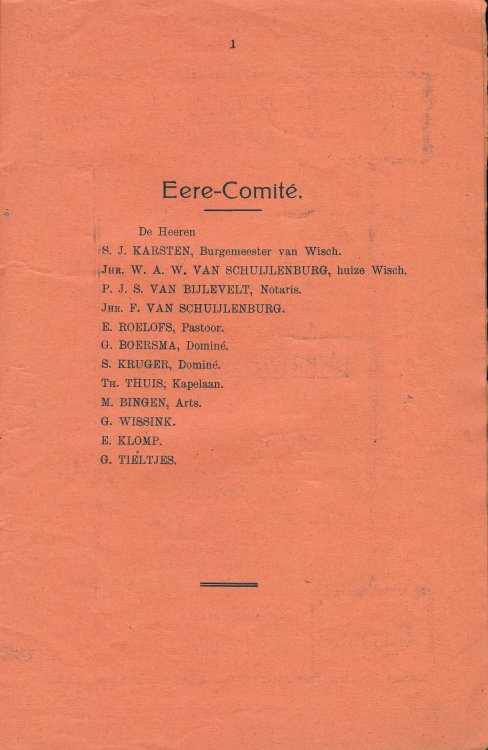 1
Eere-Comité.
De Heeren
S. J. KARSTEN, Burgemeester van Wisch.
JHR. W. A. W. VAN SCHUIJLENBURG, huize Wisch.
P. J. S. VAN BIJLEVELT, Notaris.
JHR. F. VAN SCHUIJLENBURG.
E. ROELOFS, Pastoor.
G. BOERSMA, Dominé.
S. KRUGER, Dominé.
TH. THUIS, Kapelaan.
M. BINGEN, Arts.
G. WISSINK.
E. KLOMP.
G. TIELTJES.